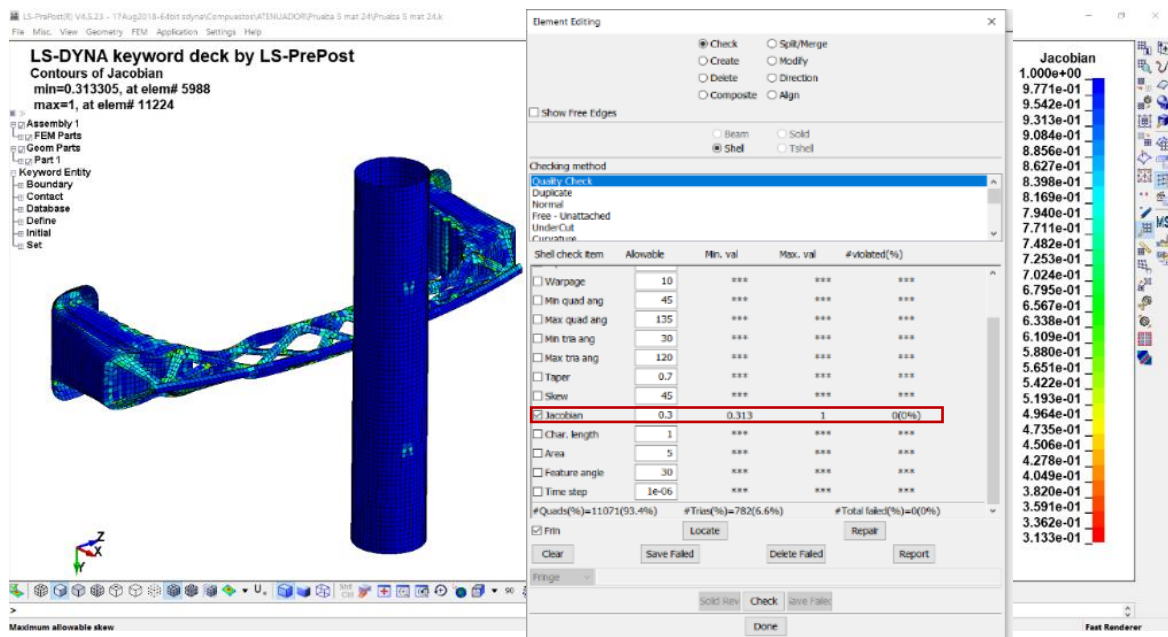 LS-PrePost(R) V4.5.23 - 17Aug2018-64bit sdyna\Compuestos\ATENUADOR\Prueba 5 mat 24\Prueba 5 mat 24.k
File Misc. View Geometry FEM Application Settings Help
LS-DYNA keyword deck by LS-PrePost
Contours of Jacobian
min=0.313305, at elem# 5988
max=1, at elem# 11224
Assembly 1
FEM Parts
Geom Parts
Part 1
Keyword Entity
Boundary
Contact
Database
Define
Initial
Set
Z
X
Y
Element Editing
Check Split/Merge
Create Modify
Delete Direction
Composite Align
Show Free Edges
Beam Solid
Shell Tshell
Checking method
Quality Check
Duplicate
Normal
Free - Unattached
UnderCut
Curvature
Shell check item Allowable Min. val Max. val #violated(%)
Warpage 10 *** *** ***
Min quad ang 45 *** *** ***
Max quad ang 135 *** *** ***
Min tria ang 30 *** *** ***
Max tria ang 120 *** *** ***
Taper 0.7 *** *** ***
Skew 45 *** *** ***
Jacobian 0.3 0.313 1 0(0%)
Char. length 1 *** *** ***
Area 5 *** *** ***
Feature angle 30 *** *** ***
Time step 1e-06 *** *** ***
#Quads(%)=11071(93.4%) #Trias(%)=782(6.6%) #Total failed(%)=0(0%)
Frin Locate Repair
Clear Save Failed Delete Failed Report
Fringe
Solid Rev Check Save Failed
Done
Jacobian
1.000e+00
9.771e-01
9.542e-01
9.313e-01
9.084e-01
8.856e-01
8.627e-01
8.398e-01
8.169e-01
7.940e-01
7.711e-01
7.482e-01
7.253e-01
7.024e-01
6.795e-01
6.567e-01
6.338e-01
6.109e-01
5.880e-01
5.651e-01
5.422e-01
5.193e-01
4.964e-01
4.735e-01
4.506e-01
4.278e-01
4.049e-01
3.820e-01
3.591e-01
3.362e-01
3.133e-01
MS
90
>
Maximum allowable skew
Fast Renderer